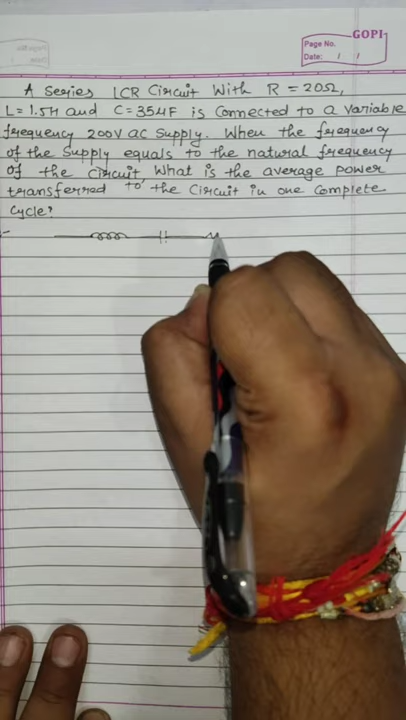 GOPI
Page No.
Date: / /
A Series LCR Circuit With R = 20Ω,
L = 1.5H and C = 35μF is Connected to a Variable
frequency 200V AC Supply. When the frequency
of the Supply equals to the natural frequency
of the circuit, What is the average power
transferred to the Circuit in one Complete
Cycle?